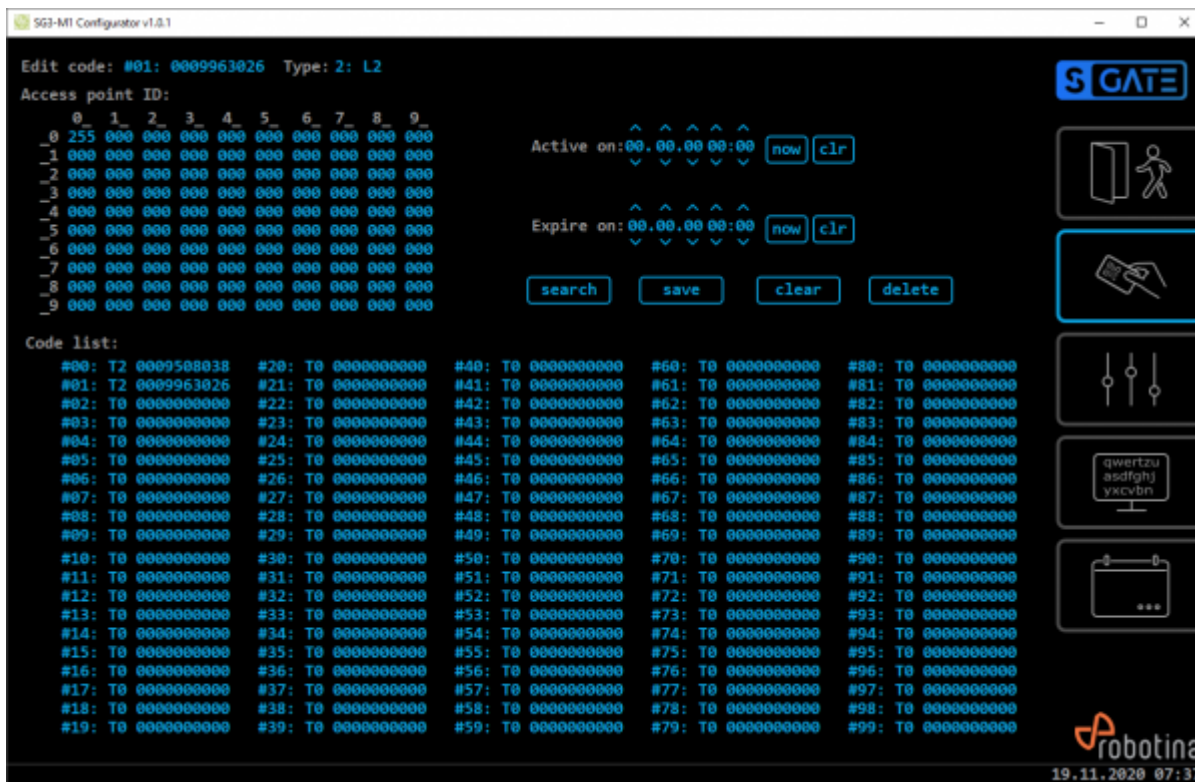 SG3-M1 Configurator v1.0.1
Edit code: #01: 0009963026 Type: 2: L2
Access point ID:
0_ 1_ 2_ 3_ 4_ 5_ 6_ 7_ 8_ 9_
_0 255 000 000 000 000 000 000 000 000 000
_1 000 000 000 000 000 000 000 000 000 000
_2 000 000 000 000 000 000 000 000 000 000
_3 000 000 000 000 000 000 000 000 000 000
_4 000 000 000 000 000 000 000 000 000 000
_5 000 000 000 000 000 000 000 000 000 000
_6 000 000 000 000 000 000 000 000 000 000
_7 000 000 000 000 000 000 000 000 000 000
_8 000 000 000 000 000 000 000 000 000 000
_9 000 000 000 000 000 000 000 000 000 000
Active on: 00.00.00 00:00 now clr
Expire on: 00.00.00 00:00 now clr
search save clear delete
Code list:
#00: T2 0009508038 #20: T0 0000000000 #40: T0 0000000000 #60: T0 0000000000 #80: T0 0000000000
#01: T2 0009963026 #21: T0 0000000000 #41: T0 0000000000 #61: T0 0000000000 #81: T0 0000000000
#02: T0 0000000000 #22: T0 0000000000 #42: T0 0000000000 #62: T0 0000000000 #82: T0 0000000000
#03: T0 0000000000 #23: T0 0000000000 #43: T0 0000000000 #63: T0 0000000000 #83: T0 0000000000
#04: T0 0000000000 #24: T0 0000000000 #44: T0 0000000000 #64: T0 0000000000 #84: T0 0000000000
#05: T0 0000000000 #25: T0 0000000000 #45: T0 0000000000 #65: T0 0000000000 #85: T0 0000000000
#06: T0 0000000000 #26: T0 0000000000 #46: T0 0000000000 #66: T0 0000000000 #86: T0 0000000000
#07: T0 0000000000 #27: T0 0000000000 #47: T0 0000000000 #67: T0 0000000000 #87: T0 0000000000
#08: T0 0000000000 #28: T0 0000000000 #48: T0 0000000000 #68: T0 0000000000 #88: T0 0000000000
#09: T0 0000000000 #29: T0 0000000000 #49: T0 0000000000 #69: T0 0000000000 #89: T0 0000000000
#10: T0 0000000000 #30: T0 0000000000 #50: T0 0000000000 #70: T0 0000000000 #90: T0 0000000000
#11: T0 0000000000 #31: T0 0000000000 #51: T0 0000000000 #71: T0 0000000000 #91: T0 0000000000
#12: T0 0000000000 #32: T0 0000000000 #52: T0 0000000000 #72: T0 0000000000 #92: T0 0000000000
#13: T0 0000000000 #33: T0 0000000000 #53: T0 0000000000 #73: T0 0000000000 #93: T0 0000000000
#14: T0 0000000000 #34: T0 0000000000 #54: T0 0000000000 #74: T0 0000000000 #94: T0 0000000000
#15: T0 0000000000 #35: T0 0000000000 #55: T0 0000000000 #75: T0 0000000000 #95: T0 0000000000
#16: T0 0000000000 #36: T0 0000000000 #56: T0 0000000000 #76: T0 0000000000 #96: T0 0000000000
#17: T0 0000000000 #37: T0 0000000000 #57: T0 0000000000 #77: T0 0000000000 #97: T0 0000000000
#18: T0 0000000000 #38: T0 0000000000 #58: T0 0000000000 #78: T0 0000000000 #98: T0 0000000000
#19: T0 0000000000 #39: T0 0000000000 #59: T0 0000000000 #79: T0 0000000000 #99: T0 0000000000
S GATE
qwertzu
asdfghj
yxcvbn
robotina
19.11.2020 07:3